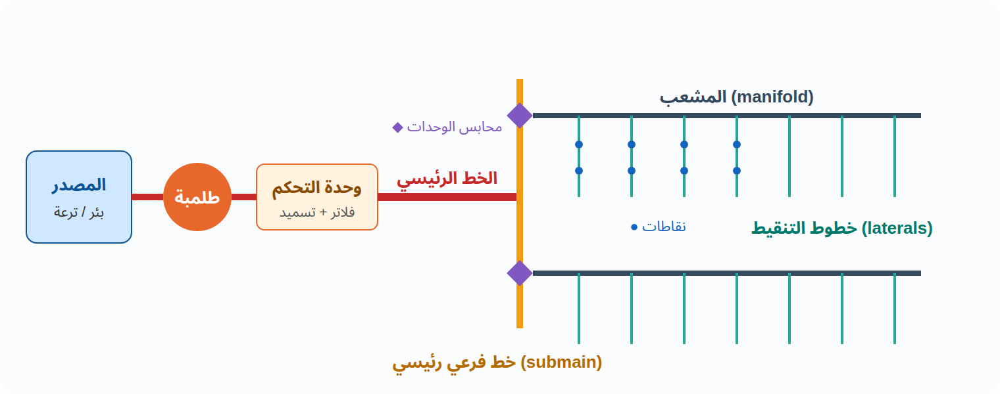 المشعب (manifold)
محابس الوحدات ◆
الخط الرئيسي
المصدر
بئر / ترعة
طلمبة
وحدة التحكم
فلاتر + تسميد
نقاطات ●
خطوط التنقيط (laterals)
خط فرعي رئيسي (submain)